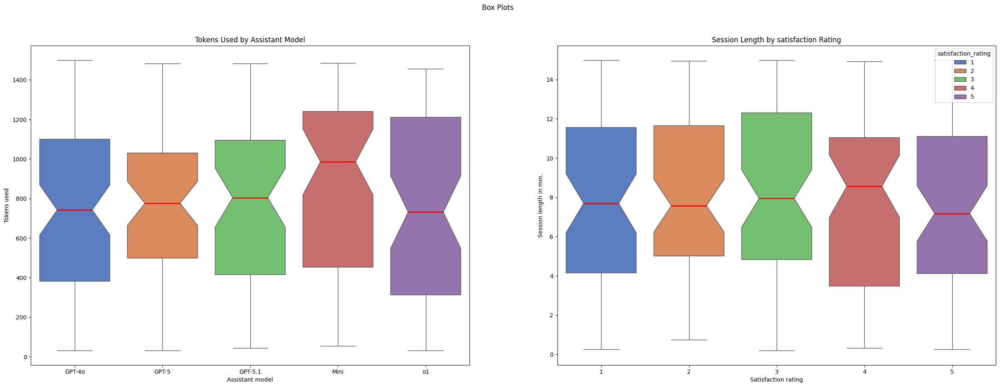 Box Plots
Tokens Used by Assistant Model
Tokens used
1400
1200
1000
800
600
400
200
0
GPT-4o GPT-5 GPT-5.1 Mini o1
Assistant model
Session Length by satisfaction Rating
Session length in min.
14
12
10
8
6
4
2
0
satisfaction_rating
1
2
3
4
5
1 2 3 4 5
Satisfaction rating